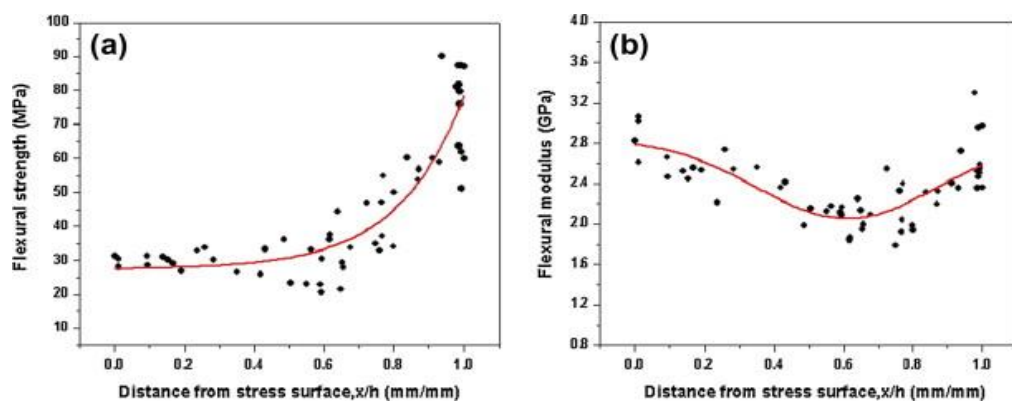 (a)
Flexural strength (MPa)
100
90
80
70
60
50
40
30
20
10
0.0 0.2 0.4 0.6 0.8 1.0
Distance from stress surface,x/h (mm/mm)
(b)
Flexural modulus (GPa)
4.0
3.6
3.2
2.8
2.4
2.0
1.6
1.2
0.8
0.0 0.2 0.4 0.6 0.8 1.0
Distance from stress surface,x/h (mm/mm)